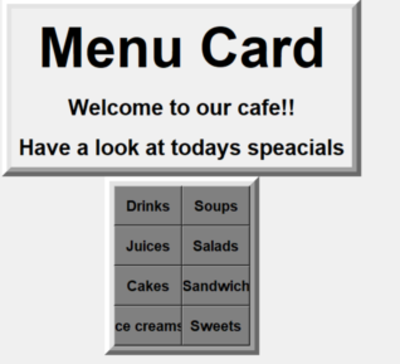 Menu Card
Welcome to our cafe!!
Have a look at todays speacials
Drinks Soups
Juices Salads
Cakes Sandwich
ce creams Sweets